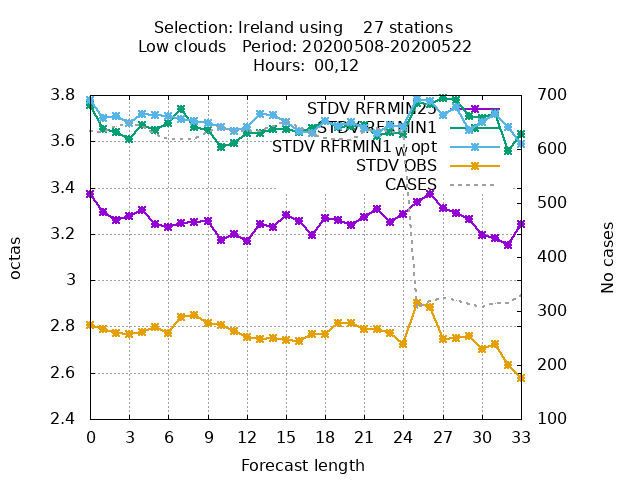 Selection: Ireland using 27 stations
Low clouds Period: 20200508-20200522
Hours: 00,12
3.8
3.6
3.4
3.2
3
2.8
2.6
2.4
octas
700
600
500
400
300
200
100
No cases
STDV RFRMIN25
STDV RFRMIN1
STDV RFRMIN1_W opt
STDV OBS
CASES
0 3 6 9 12 15 18 21 24 27 30 33
Forecast length